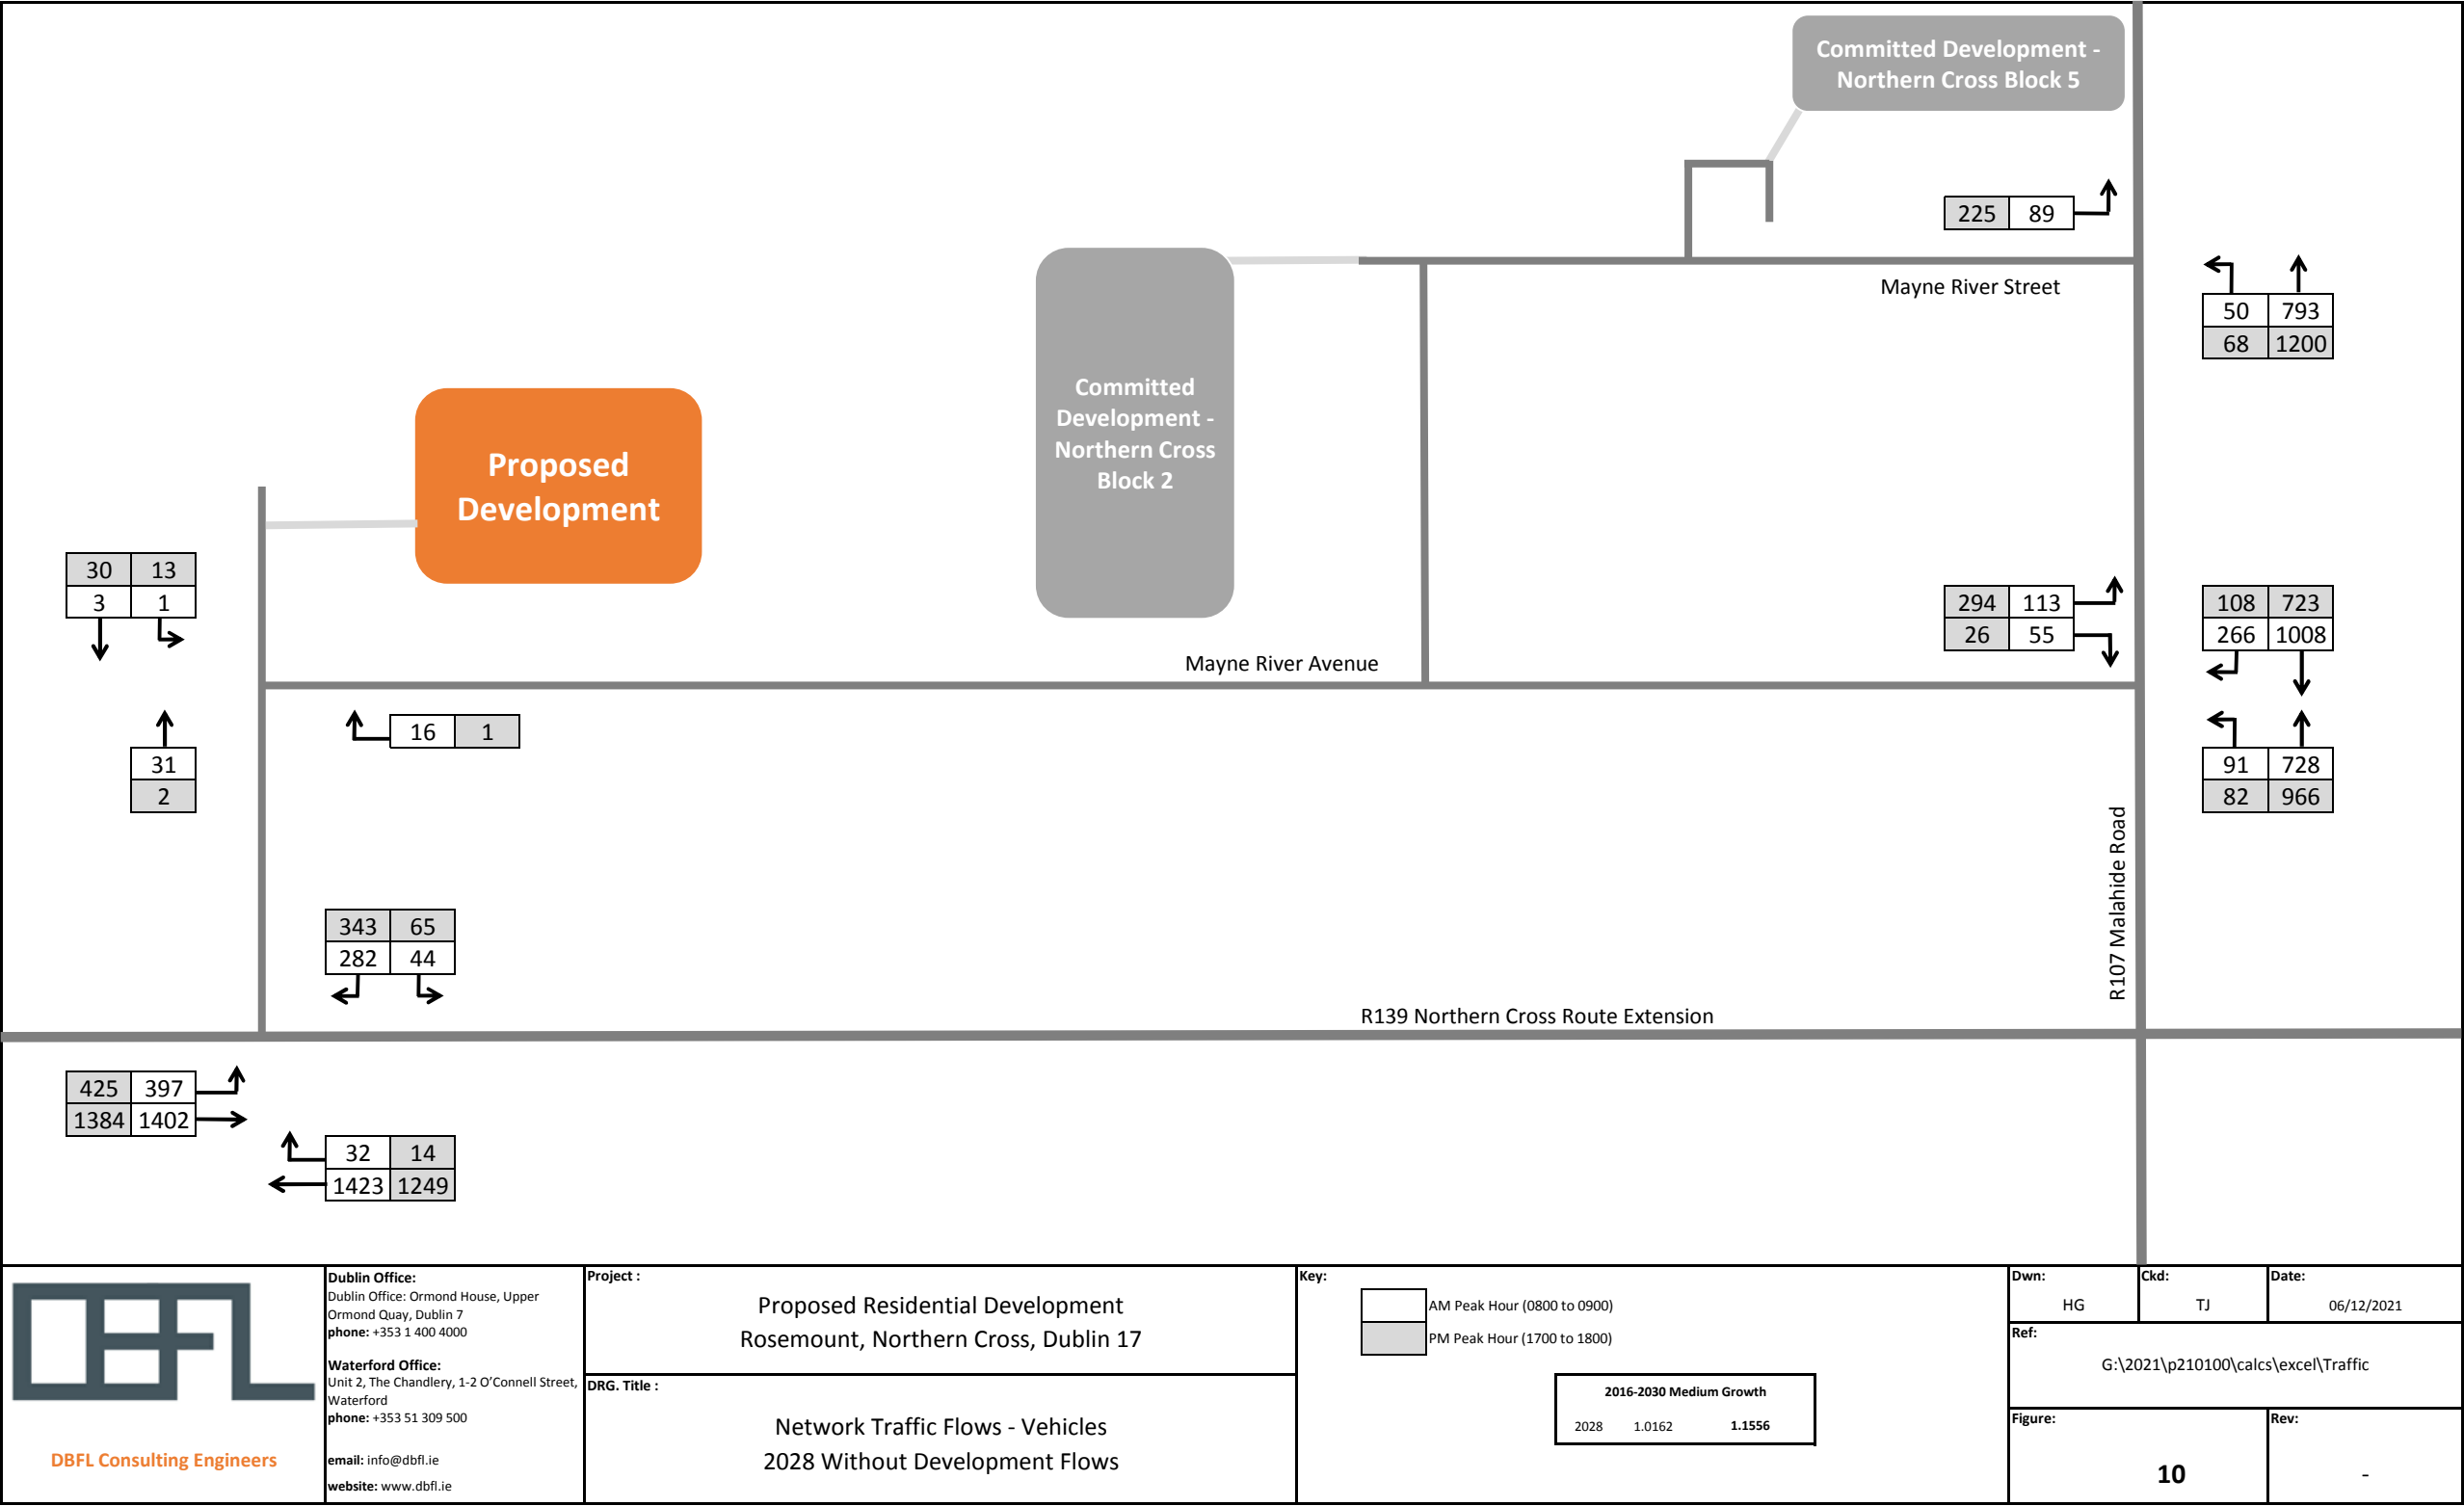 Committed Development -
Northern Cross Block 5
225 89
Mayne River Street
50 793
68 1200
Committed
Development -
Northern Cross
Block 2
Proposed
Development
30 13
3 1
294 113
26 55
108 723
266 1008
Mayne River Avenue
16 1
31
2
91 728
82 966
R107 Malahide Road
343 65
282 44
R139 Northern Cross Route Extension
425 397
1384 1402
32 14
1423 1249
DBFL
DBFL Consulting Engineers
Dublin Office:
Dublin Office: Ormond House, Upper
Ormond Quay, Dublin 7
phone: +353 1 400 4000
Waterford Office:
Unit 2, The Chandlery, 1-2 O'Connell Street,
Waterford
phone: +353 51 309 500
email: info@dbfl.ie
website: www.dbfl.ie
Project :
Proposed Residential Development
Rosemount, Northern Cross, Dublin 17
DRG. Title :
Network Traffic Flows - Vehicles
2028 Without Development Flows
Key:
AM Peak Hour (0800 to 0900)
PM Peak Hour (1700 to 1800)
2016-2030 Medium Growth
2028 1.0162 1.1556
Dwn: Ckd: Date:
HG TJ 06/12/2021
Ref:
G:\2021\p210100\calcs\excel\Traffic
Figure: Rev:
10 -